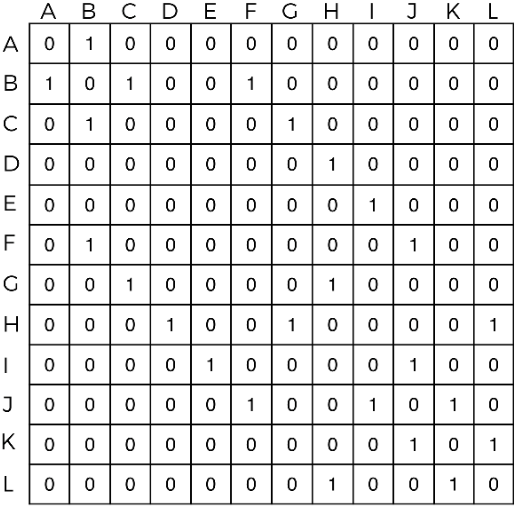 A B C D E F G H I J K L
A 0 1 0 0 0 0 0 0 0 0 0 0
B 1 0 1 0 0 1 0 0 0 0 0 0
C 0 1 0 0 0 0 1 0 0 0 0 0
D 0 0 0 0 0 0 0 1 0 0 0 0
E 0 0 0 0 0 0 0 0 1 0 0 0
F 0 1 0 0 0 0 0 0 0 1 0 0
G 0 0 1 0 0 0 0 1 0 0 0 0
H 0 0 0 1 0 0 1 0 0 0 0 1
I 0 0 0 0 1 0 0 0 0 1 0 0
J 0 0 0 0 0 1 0 0 1 0 1 0
K 0 0 0 0 0 0 0 0 0 1 0 1
L 0 0 0 0 0 0 0 1 0 0 1 0